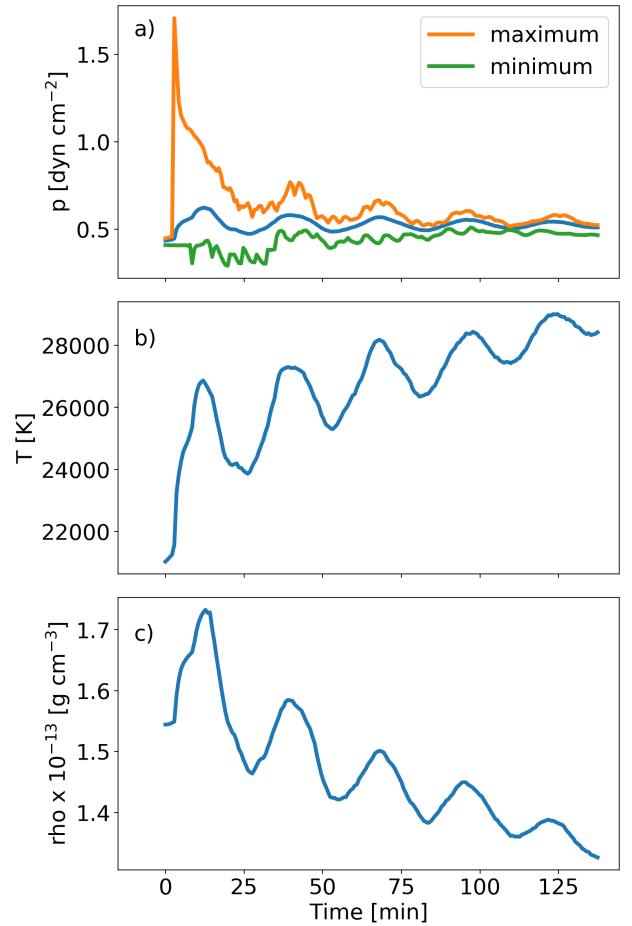 a)
maximum
minimum
p [dyn cm⁻²]
1.5
1.0
0.5
b)
T [K]
28000
26000
24000
22000
c)
rho x 10⁻¹³ [g cm⁻³]
1.7
1.6
1.5
1.4
0 25 50 75 100 125
Time [min]